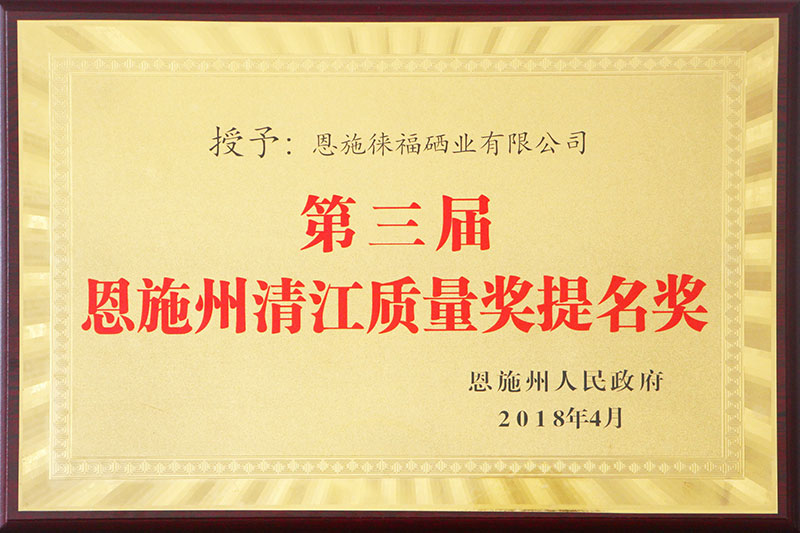 授予：恩施徕福硒业有限公司
第三届
恩施州清江质量奖提名奖
恩施州人民政府
2018年4月